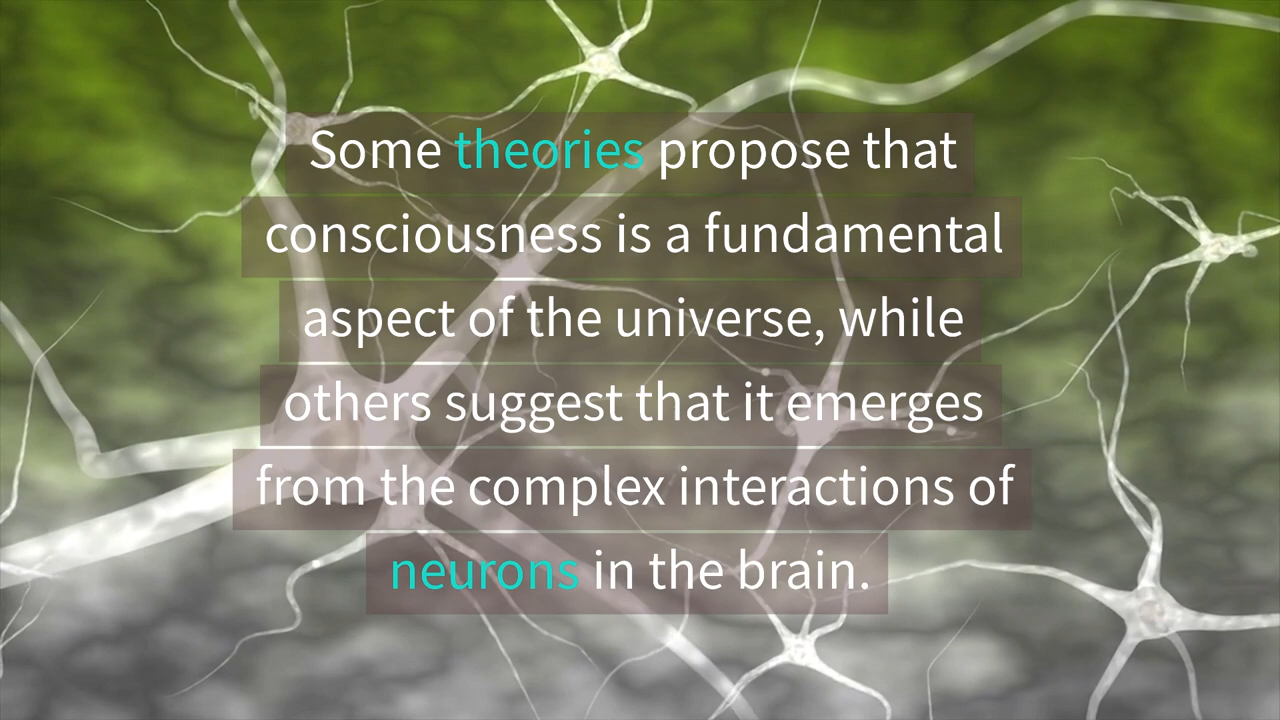 Some theories propose that
consciousness is a fundamental
aspect of the universe, while
others suggest that it emerges
from the complex interactions of
neurons in the brain.